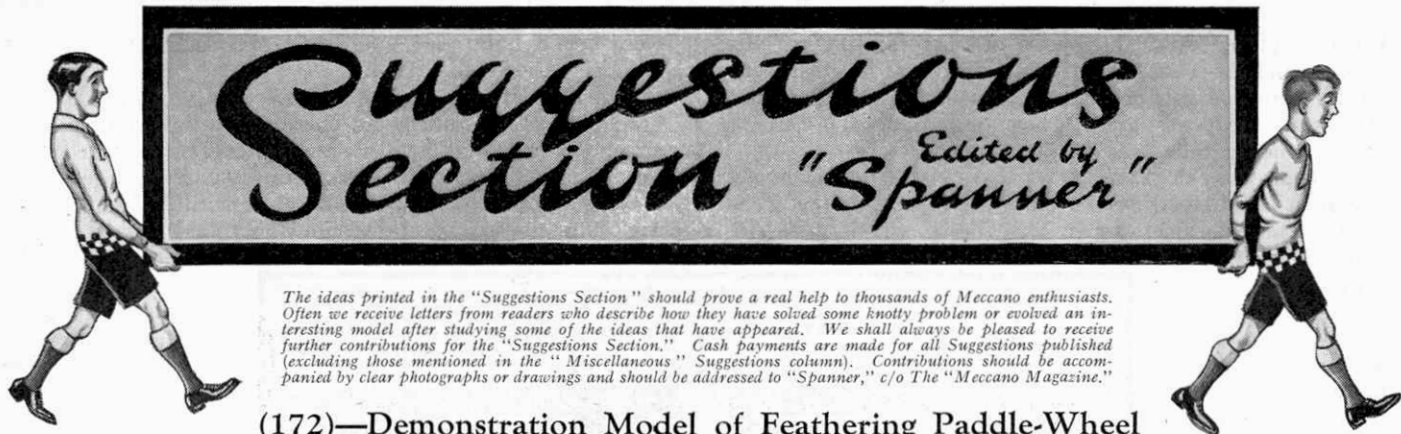 Suggestions
Section
Edited by
"Spanner"
The ideas printed in the "Suggestions Section" should prove a real help to thousands of Meccano enthusiasts.
Often we receive letters from readers who describe how they have solved some knotty problem or evolved an in-
teresting model after studying some of the ideas that have appeared. We shall always be pleased to receive
further contributions for the "Suggestions Section." Cash payments are made for all Suggestions published
(excluding those mentioned in the "Miscellaneous" Suggestions column). Contributions should be accom-
panied by clear photographs or drawings and should be addressed to "Spanner," c/o The "Meccano Magazine."
(172)—Demonstration Model of Feathering Paddle-Wheel